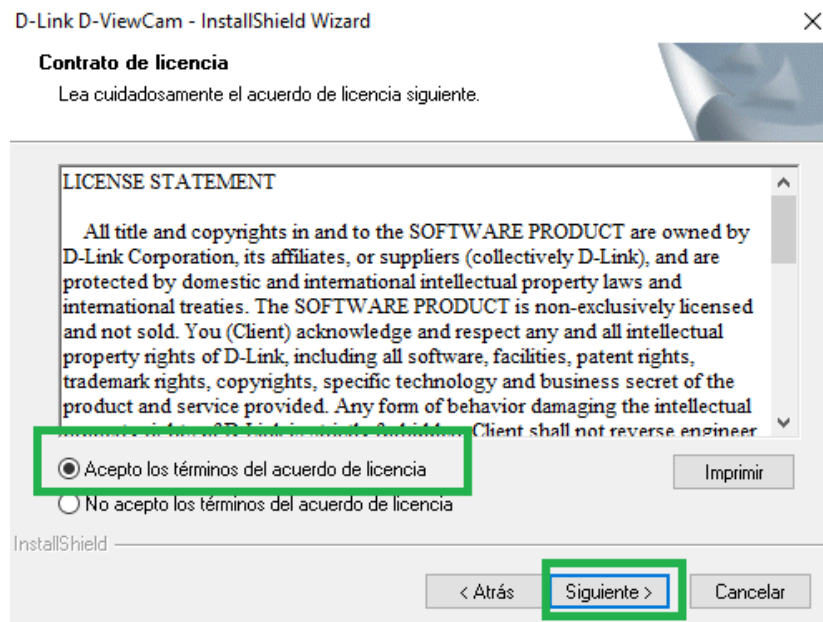 D-Link D-ViewCam - InstallShield Wizard
Contrato de licencia
Lea cuidadosamente el acuerdo de licencia siguiente.
LICENSE STATEMENT
All title and copyrights in and to the SOFTWARE PRODUCT are owned by
D-Link Corporation, its affiliates, or suppliers (collectively D-Link), and are
protected by domestic and international intellectual property laws and
international treaties. The SOFTWARE PRODUCT is non-exclusively licensed
and not sold. You (Client) acknowledge and respect any and all intellectual
property rights of D-Link, including all software, facilities, patent rights,
trademark rights, copyrights, specific technology and business secret of the
product and service provided. Any form of behavior damaging the intellectual
Client shall not reverse engineer
Acepto los términos del acuerdo de licencia
Imprimir
No acepto los términos del acuerdo de licencia
InstallShield
< Atrás
Siguiente >
Cancelar